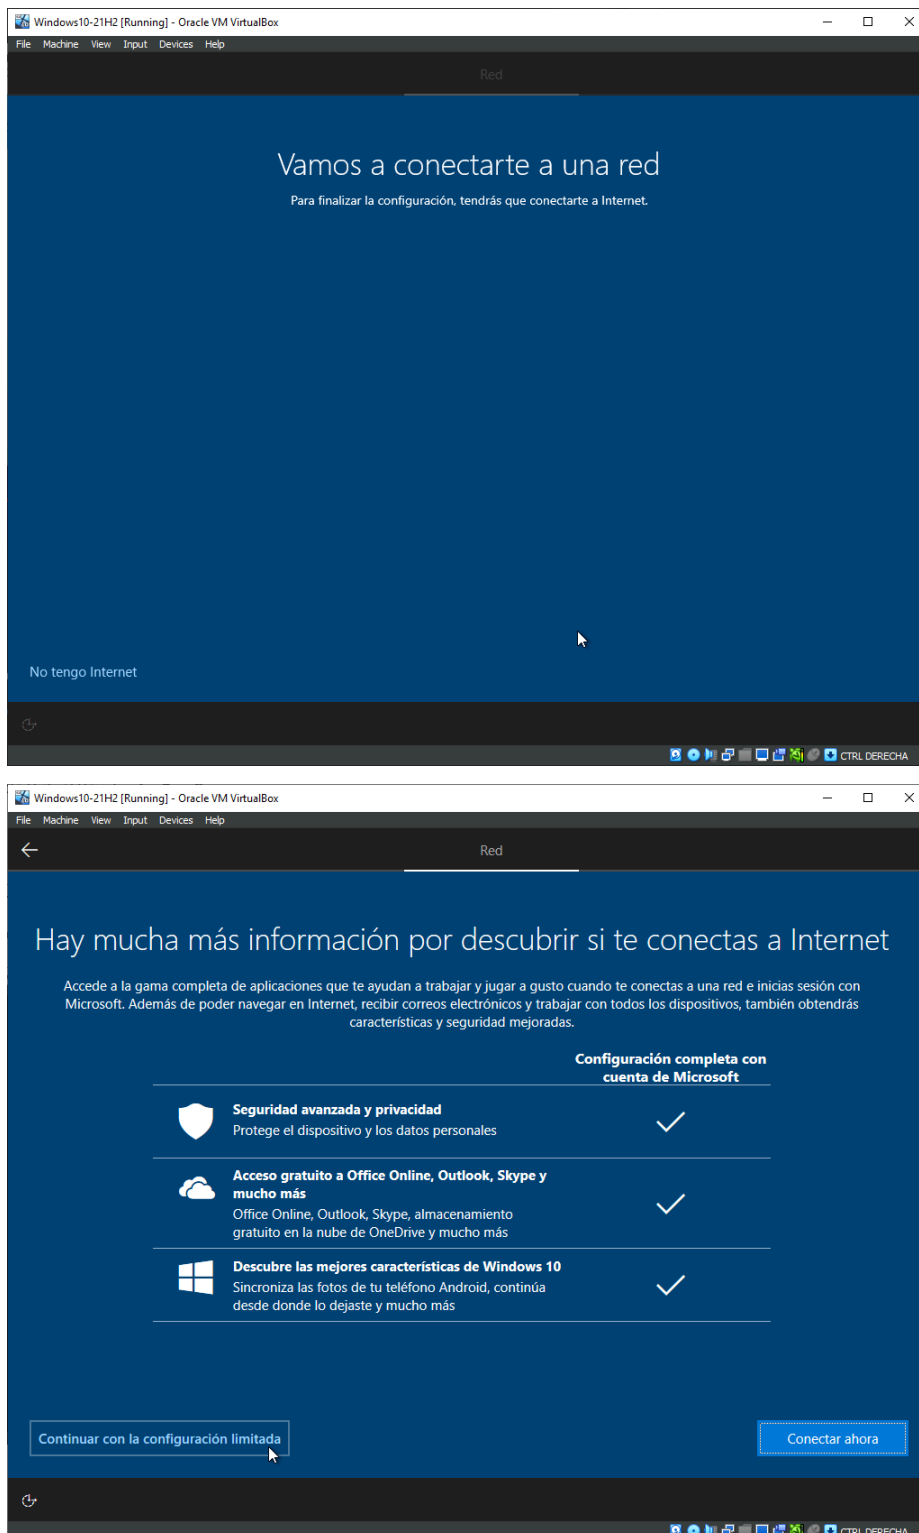 Windows10-21H2 [Running] - Oracle VM VirtualBox
File Machine View Input Devices Help
Red
Vamos a conectarte a una red
Para finalizar la configuración, tendrás que conectarte a Internet.
No tengo Internet
CTRL DERECHA
Windows10-21H2 [Running] - Oracle VM VirtualBox
File Machine View Input Devices Help
Red
Hay mucha más información por descubrir si te conectas a Internet
Accede a la gama completa de aplicaciones que te ayudan a trabajar y jugar a gusto cuando te conectas a una red e inicias sesión con
Microsoft. Además de poder navegar en Internet, recibir correos electrónicos y trabajar con todos los dispositivos, también obtendrás
características y seguridad mejoradas.
Configuración completa con
cuenta de Microsoft
Seguridad avanzada y privacidad
Protege el dispositivo y los datos personales
Acceso gratuito a Office Online, Outlook, Skype y
mucho más
Office Online, Outlook, Skype, almacenamiento
gratuito en la nube de OneDrive y mucho más
Descubre las mejores características de Windows 10
Sincroniza las fotos de tu teléfono Android, continúa
desde donde lo dejaste y mucho más
Continuar con la configuración limitada
Conectar ahora
CTRL DERECHA